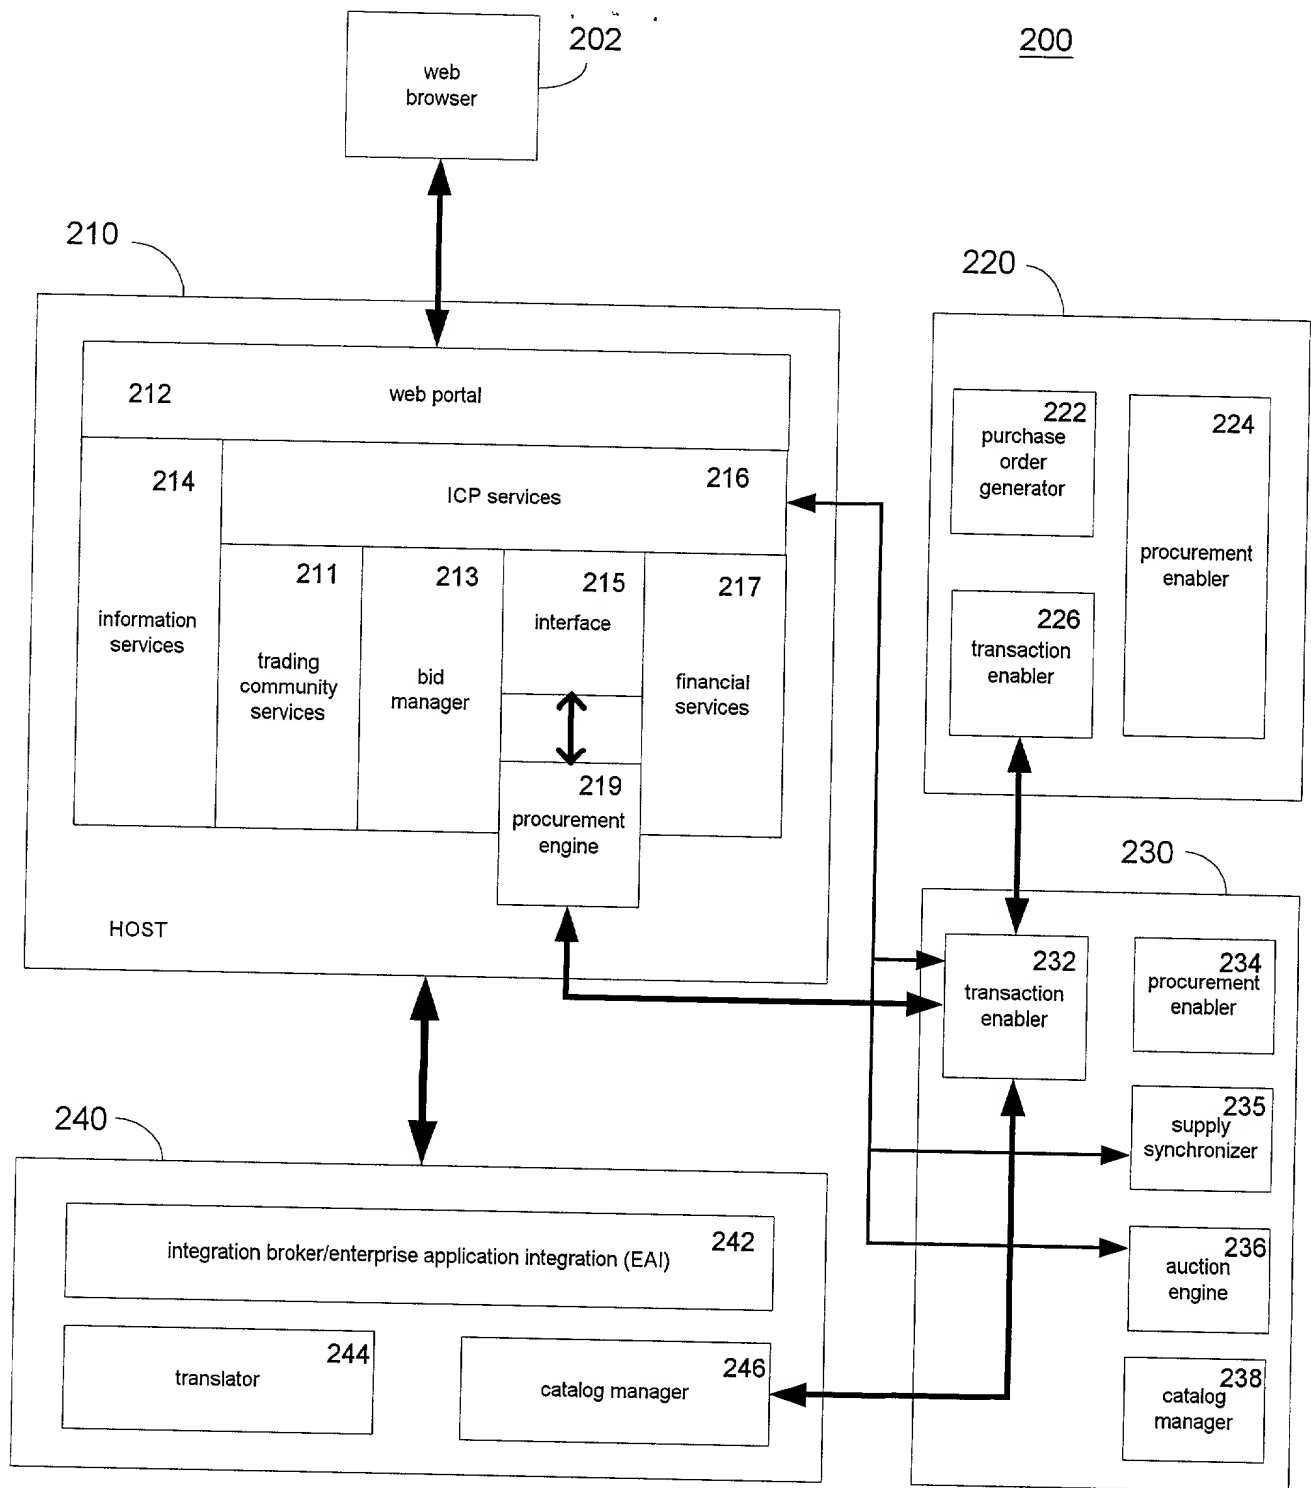 200
202
web
browser
210
212
web portal
214
information
services
216
ICP services
211
trading
community
services
213
bid
manager
215
interface
217
financial
services
219
procurement
engine
HOST
220
222
purchase
order
generator
224
procurement
enabler
226
transaction
enabler
230
232
transaction
enabler
234
procurement
enabler
235
supply
synchronizer
236
auction
engine
238
catalog
manager
240
242
integration broker/enterprise application integration (EAI)
244
translator
246
catalog manager